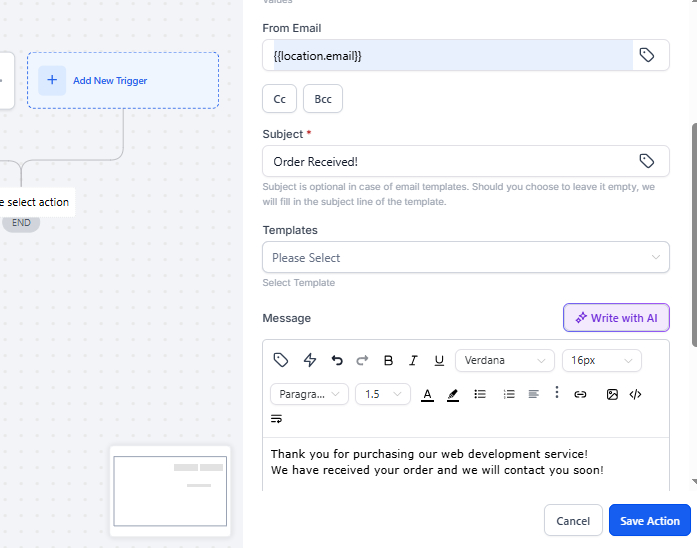 values
From Email
{{location.email}}
Add New Trigger
Cc
Bcc
Subject *
Order Received!
e select action
Subject is optional in case of email templates. Should you choose to leave it empty, we
will fill in the subject line of the template.
END
Templates
Please Select
Select Template
Message
Write with AI
B I U Verdana 16px
Paragra... 1.5 A
Thank you for purchasing our web development service!
We have received your order and we will contact you soon!
Cancel
Save Action